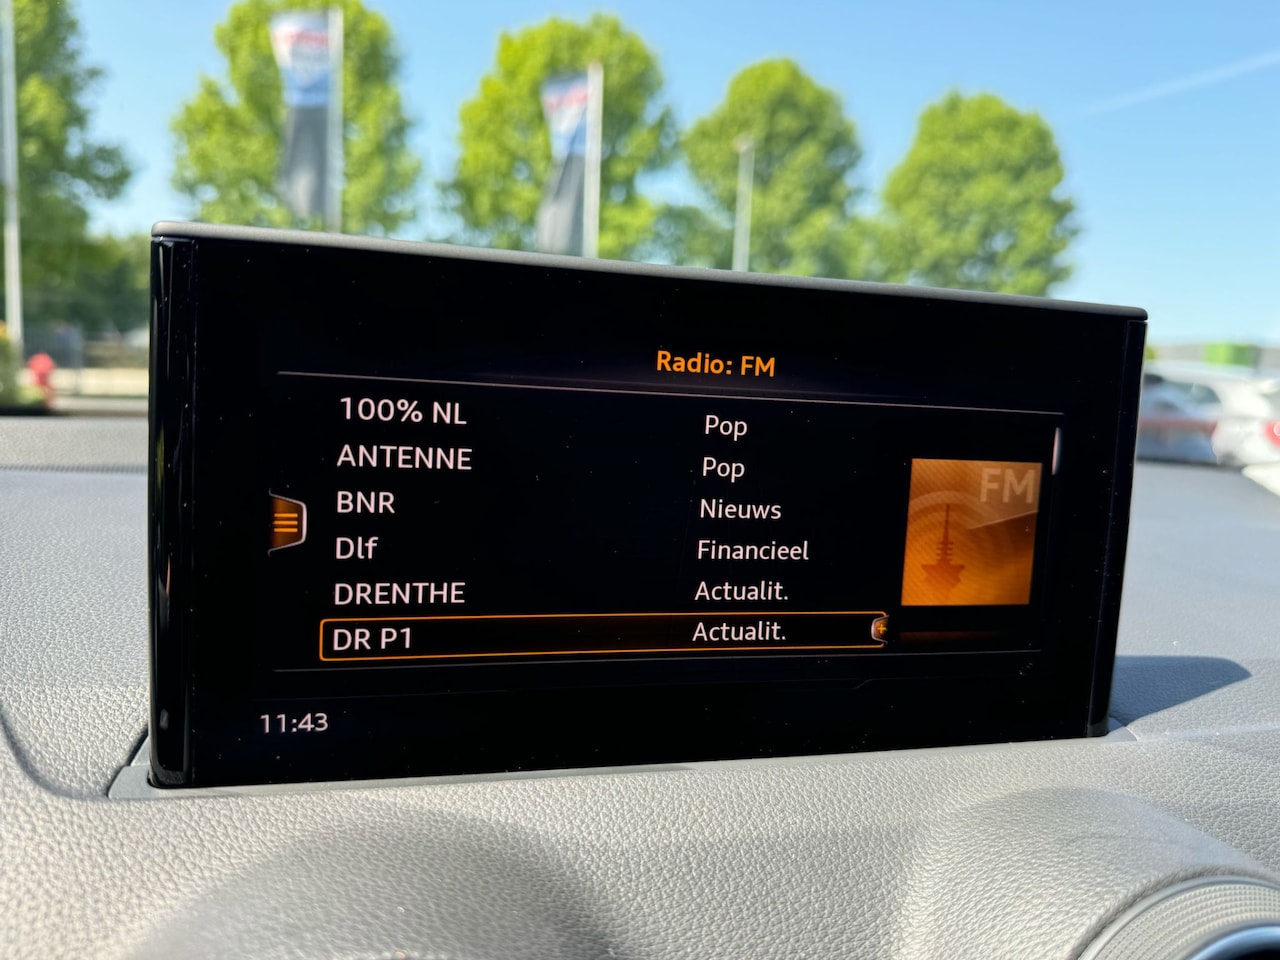 Radio: FM
100% NL Pop
ANTENNE Pop
BNR Nieuws
Dlf Financieel
DRENTHE Actualit.
DR P1 Actualit.
FM
11:43